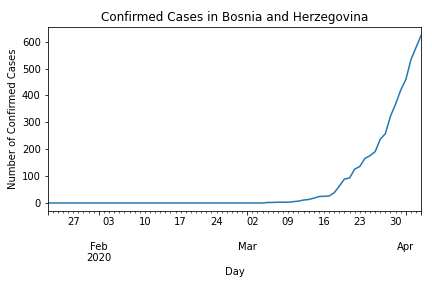 Confirmed Cases in Bosnia and Herzegovina
Number of Confirmed Cases
600
500
400
300
200
100
0
27 03 10 17 24 02 09 16 23 30
Feb Mar Apr
2020
Day